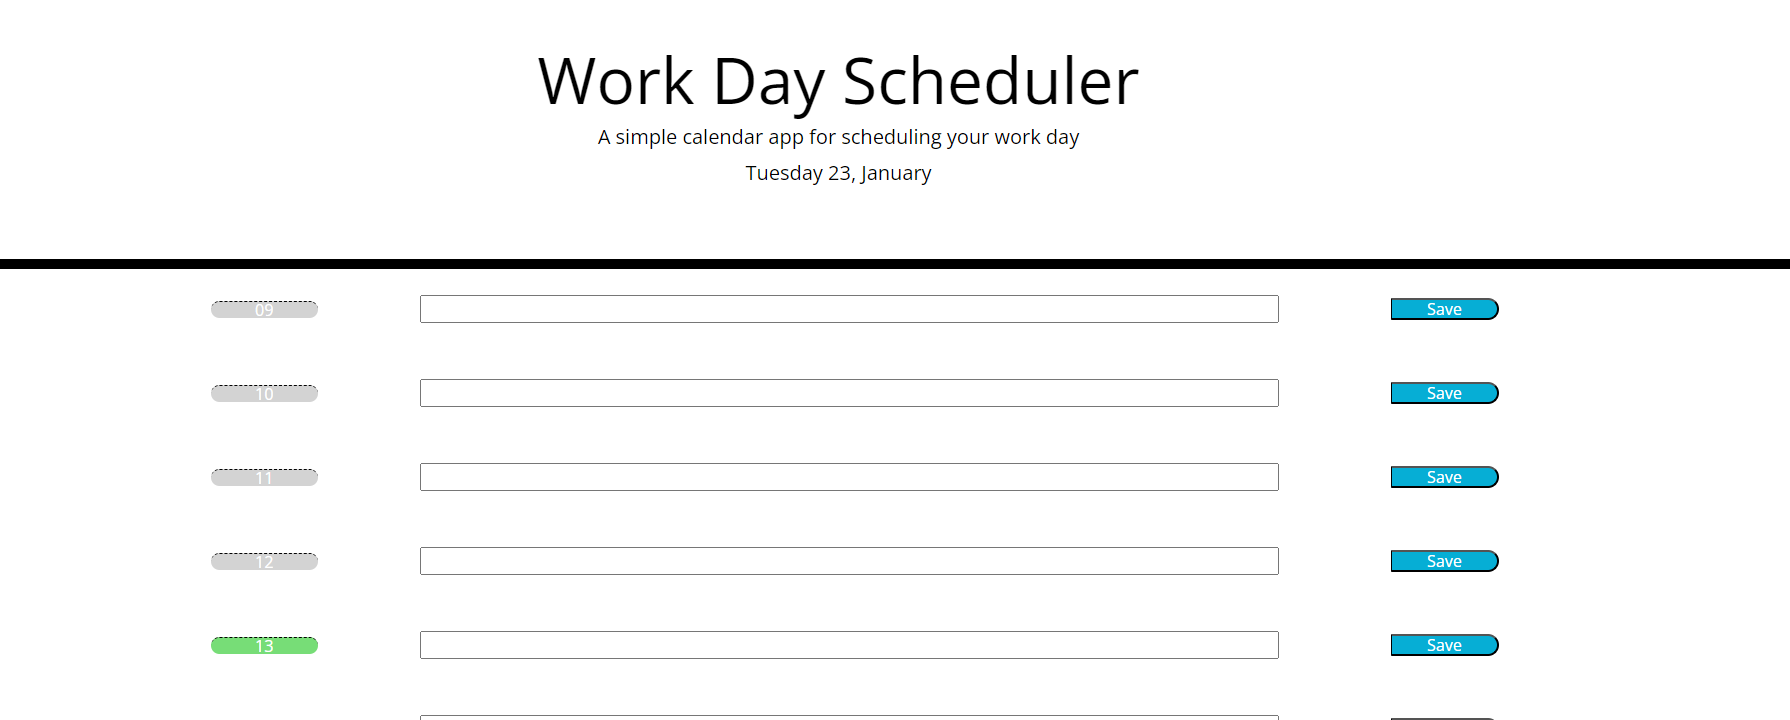 Work Day Scheduler
A simple calendar app for scheduling your work day
Tuesday 23, January
09 Save
10 Save
11 Save
12 Save
13 Save